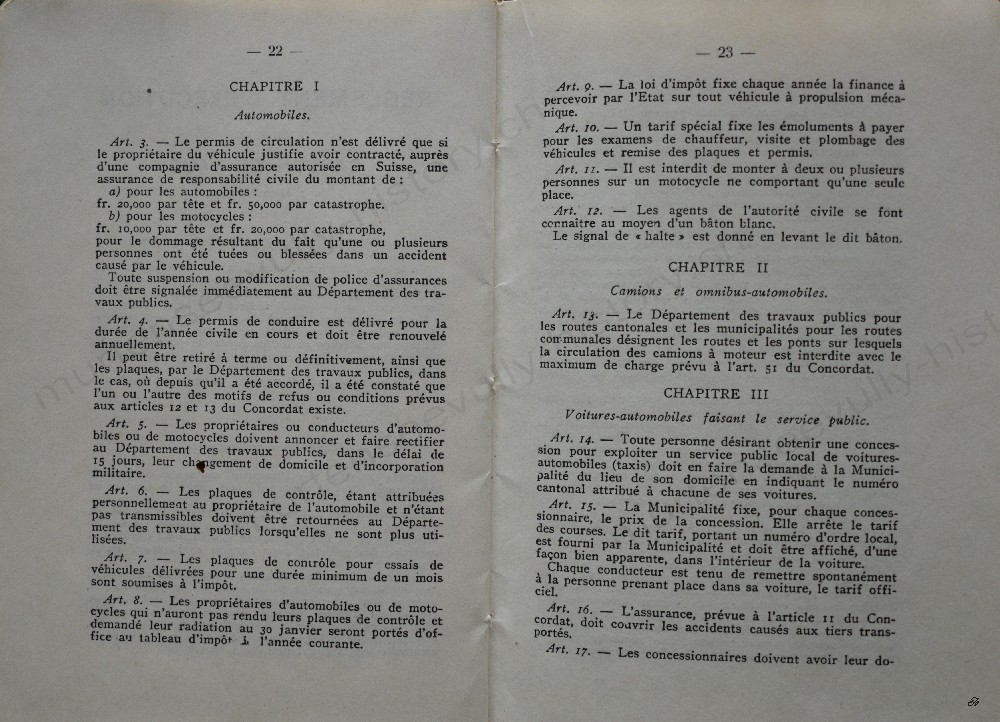 — 22 —
CHAPITRE I
Automobiles.
Art. 3. — Le permis de circulation n'est délivré que si
le propriétaire du véhicule justifie avoir contracté, auprès
d'une compagnie d'assurance autorisée en Suisse, une
assurance de responsabilité civile du montant de :
a) pour les automobiles :
fr. 20,000 par tête et fr. 50,000 par catastrophe.
b) pour les motocycles :
fr. 10,000 par tête et fr. 20,000 par catastrophe,
pour le dommage résultant du fait qu'une ou plusieurs
personnes ont été tuées ou blessées dans un accident
causé par le véhicule.
Toute suspension ou modification de police d'assurances
doit être signalée immédiatement au Département des tra-
vaux publics.
Art. 4. — Le permis de conduire est délivré pour la
durée de l'année civile en cours et doit être renouvelé
annuellement.
Il peut être retiré à terme ou définitivement, ainsi que
les plaques, par le Département des travaux publics, dans
le cas, où depuis qu'il a été accordé, il a été constaté que
l'un ou l'autre des motifs de refus ou conditions prévus
aux articles 12 et 13 du Concordat existe.
Art. 5. — Les propriétaires ou conducteurs d'automo-
biles ou de motocycles doivent annoncer et faire rectifier
au Département des travaux publics, dans le délai de
15 jours, leur changement de domicile et d'incorporation
militaire.
Art. 6. — Les plaques de contrôle, étant attribuées
personnellement au propriétaire de l'automobile et n'étant
pas transmissibles doivent être retournées au Départe-
ment des travaux publics lorsqu'elles ne sont plus uti-
lisées.
Art. 7. — Les plaques de contrôle pour essais de
véhicules délivrées pour une durée minimum de un mois
sont soumises à l'impôt.
Art. 8. — Les propriétaires d'automobiles ou de moto-
cycles qui n'auront pas rendu leurs plaques de contrôle et
demandé leur radiation au 30 janvier seront portés d'of-
fice au tableau d'impôt l'année courante.
— 23 —
Art. 9. — La loi d'impôt fixe chaque année la finance à
percevoir par l'Etat sur tout véhicule à propulsion méca-
nique.
Art. 10. — Un tarif spécial fixe les émoluments à payer
pour les examens de chauffeur, visite et plombage des
véhicules et remise des plaques et permis.
Art. 11. — Il est interdit de monter à deux ou plusieurs
personnes sur un motocycle ne comportant qu'une seule
place.
Art. 12. — Les agents de l'autorité civile se font
connaître au moyen d'un bâton blanc.
Le signal de « halte » est donné en levant le dit bâton.
CHAPITRE II
Camions et omnibus-automobiles.
Art. 13. — Le Département des travaux publics pour
les routes cantonales et les municipalités pour les routes
communales désignent les routes et les ponts sur lesquels
la circulation des camions à moteur est interdite avec le
maximum de charge prévu à l'art. 51 du Concordat.
CHAPITRE III
Voitures-automobiles faisant le service public.
Art. 14. — Toute personne désirant obtenir une conces-
sion pour exploiter un service public local de voitures-
automobiles (taxis) doit en faire la demande à la Munici-
palité du lieu de son domicile en indiquant le numéro
cantonal attribué à chacune de ses voitures.
Art. 15. — La Municipalité fixe, pour chaque conces-
sionnaire, le prix de la concession. Elle arrête le tarif
des courses. Le dit tarif, portant un numéro d'ordre local,
est fourni par la Municipalité et doit être affiché, d'une
façon bien apparente, dans l'intérieur de la voiture.
Chaque conducteur est tenu de remettre spontanément
à la personne prenant place dans sa voiture, le tarif offi-
ciel.
Art. 16. — L'assurance, prévue à l'article 11 du Con-
cordat, doit couvrir les accidents causés aux tiers trans-
portés.
Art. 17. — Les concessionnaires doivent avoir leur do-